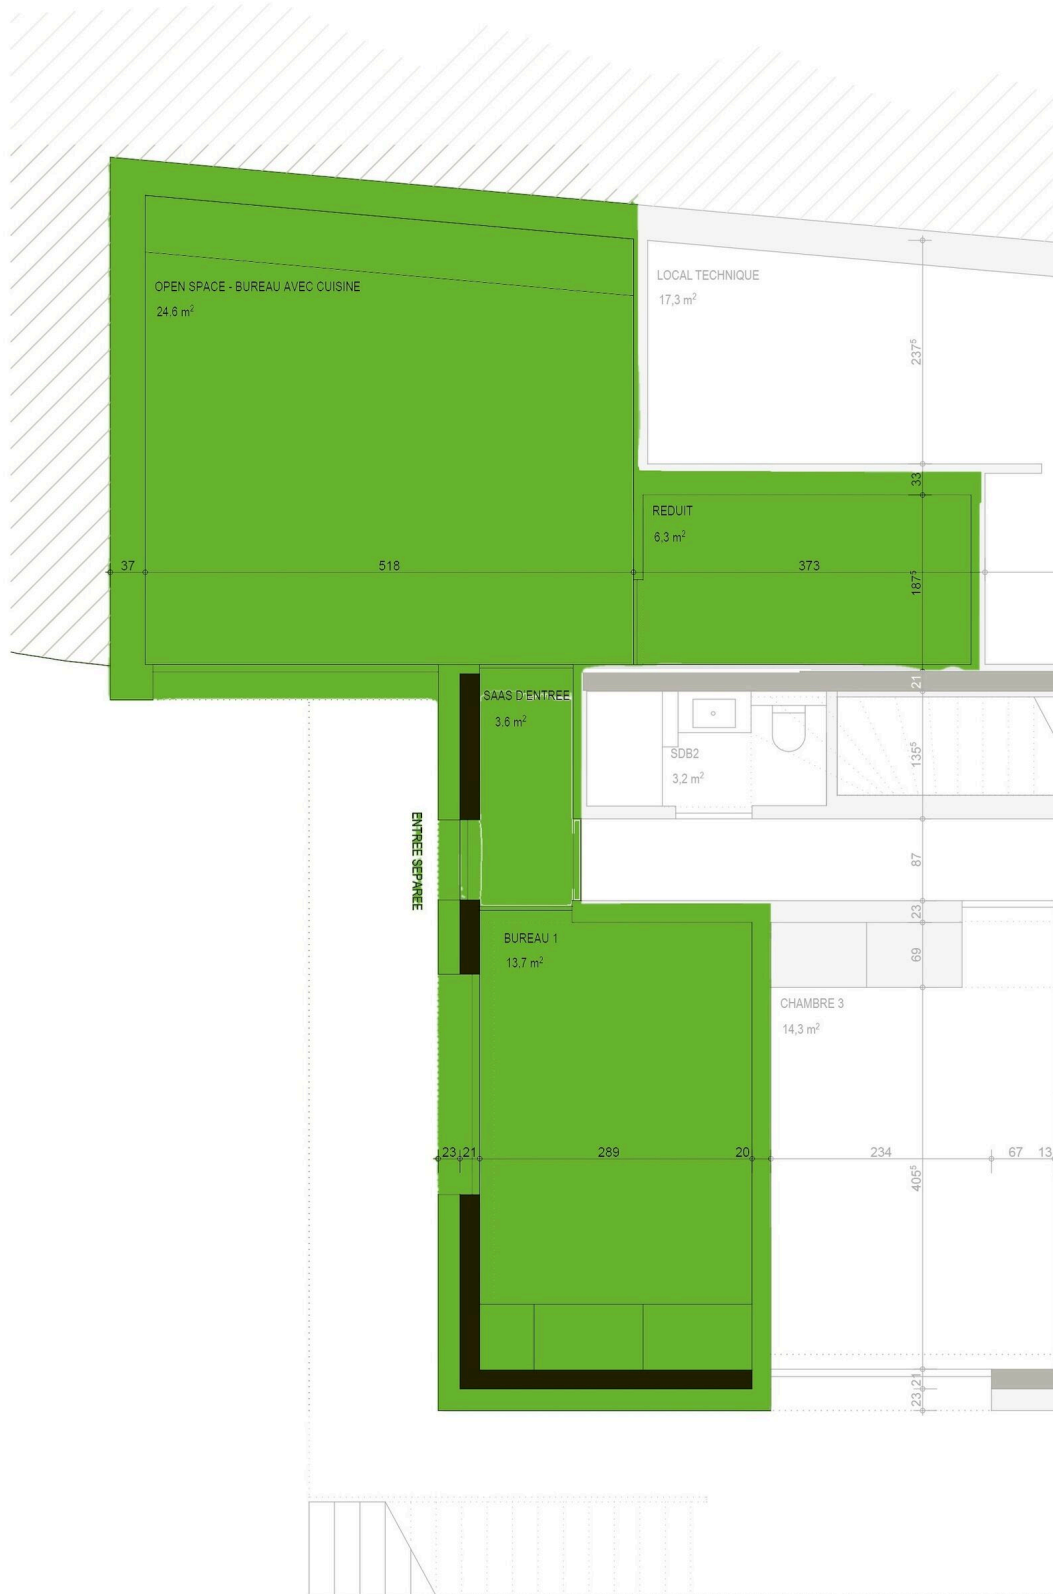 OPEN SPACE - BUREAU AVEC CUISINE
24,6 m²
LOCAL TECHNIQUE
17,3 m²
237⁵
33
REDUIT
6,3 m²
37
518
373
187⁵
21
SAAS D'ENTREE
3,6 m²
SDB2
3,2 m²
135⁵
ENTREE SEPAREE
87
23
BUREAU 1
13,7 m²
69
CHAMBRE 3
14,3 m²
23
21
289
20
234
67
13
405⁵
21
23